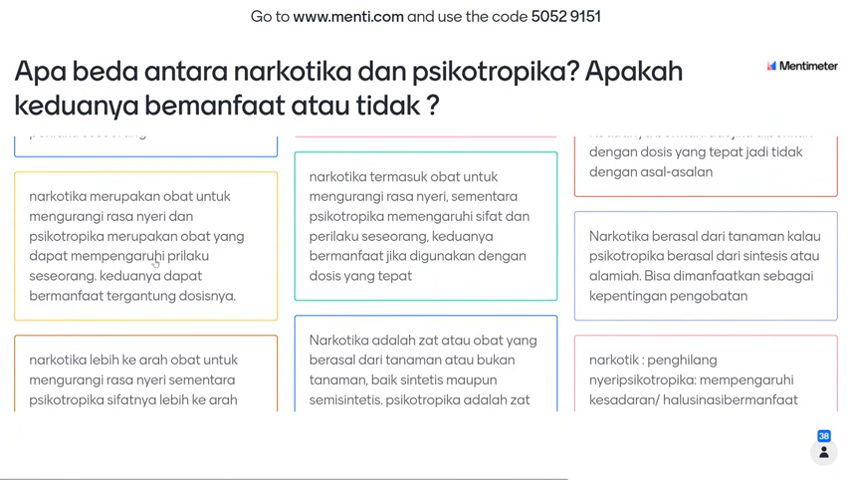 Go to www.menti.com and use the code 5052 9151
Apa beda antara narkotika dan psikotropika? Apakah
keduanya bemanfaat atau tidak ?
Mentimeter
narkotika merupakan obat untuk
mengurangi rasa nyeri dan
psikotropika merupakan obat yang
dapat mempengaruhi prilaku
seseorang. keduanya dapat
bermanfaat tergantung dosisnya.
narkotika lebih ke arah obat untuk
mengurangi rasa nyeri sementara
psikotropika sifatnya lebih ke arah
narkotika termasuk obat untuk
mengurangi rasa nyeri, sementara
psikotropika memengaruhi sifat dan
perilaku seseorang, keduanya
bermanfaat jika digunakan dengan
dosis yang tepat
Narkotika adalah zat atau obat yang
berasal dari tanaman atau bukan
tanaman, baik sintetis maupun
semisintetis. psikotropika adalah zat
dengan dosis yang tepat jadi tidak
dengan asal-asalan
Narkotika berasal dari tanaman kalau
psikotropika berasal dari sintesis atau
alamiah. Bisa dimanfaatkan sebagai
kepentingan pengobatan
narkotik : penghilang
nyeripsikotropika: mempengaruhi
kesadaran/ halusinasibermanfaat
38